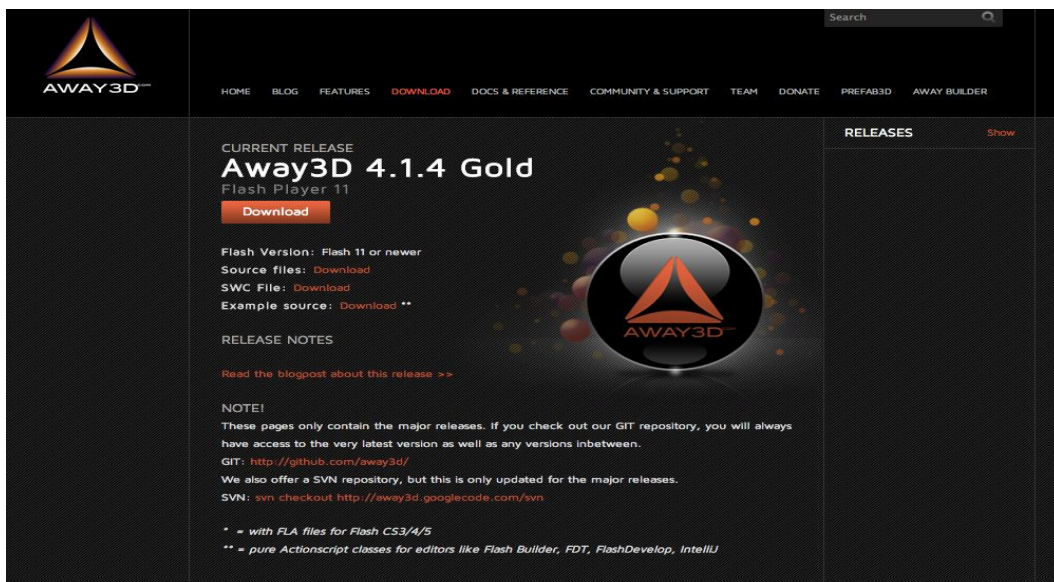 Search
AWAY3D.com
HOME BLOG FEATURES DOWNLOAD DOCS & REFERENCE COMMUNITY & SUPPORT TEAM DONATE PREFAB3D AWAY BUILDER
RELEASES Show
CURRENT RELEASE
Away3D 4.1.4 Gold
Flash Player 11
Download
Flash Version: Flash 11 or newer
Source files: Download
SWC File: Download
Example source: Download **
AWAY3D
RELEASE NOTES
Read the blogpost about this release >>
NOTE!
These pages only contain the major releases. If you check out our GIT repository, you will always
have access to the very latest version as well as any versions inbetween.
GIT: http://github.com/away3d/
We also offer a SVN repository, but this is only updated for the major releases.
SVN: svn checkout http://away3d.googlecode.com/svn
* = with FLA files for Flash CS3/4/5
** = pure Actionscript classes for editors like Flash Builder, FDT, FlashDevelop, IntelliJ